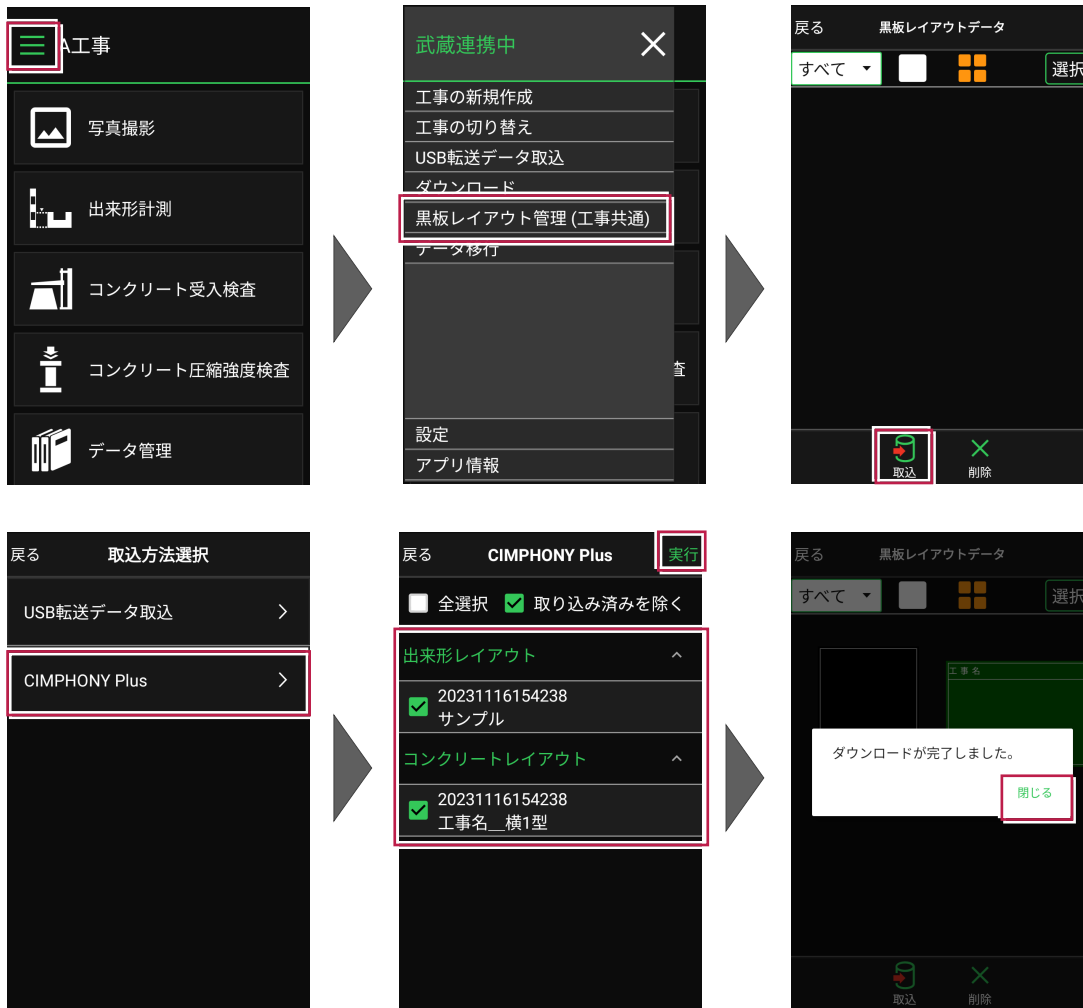 A工事
写真撮影
出来形計測
コンクリート受入検査
コンクリート圧縮強度検査
データ管理
武蔵連携中
工事の新規作成
工事の切り替え
USB転送データ取込
ダウンロード
黒板レイアウト管理 (工事共通)
データ移行
査
設定
アプリ情報
戻る 黒板レイアウトデータ
すべて 選択
取込 削除
戻る 取込方法選択
USB転送データ取込
CIMPHONY Plus
戻る CIMPHONY Plus 実行
全選択 取り込み済みを除く
出来形レイアウト
20231116154238
サンプル
コンクリートレイアウト
20231116154238
工事名__横1型
戻る 黒板レイアウトデータ
すべて 選択
工事名
ダウンロードが完了しました。
閉じる
取込 削除